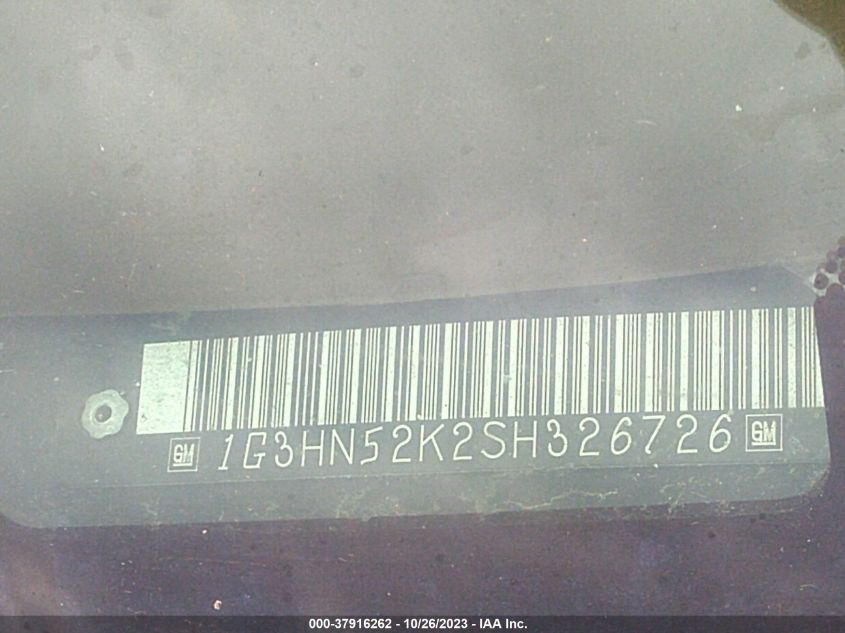 GM 1G3HN52K2SH326726 GM
000-37916262 - 10/26/2023 - IAA Inc.